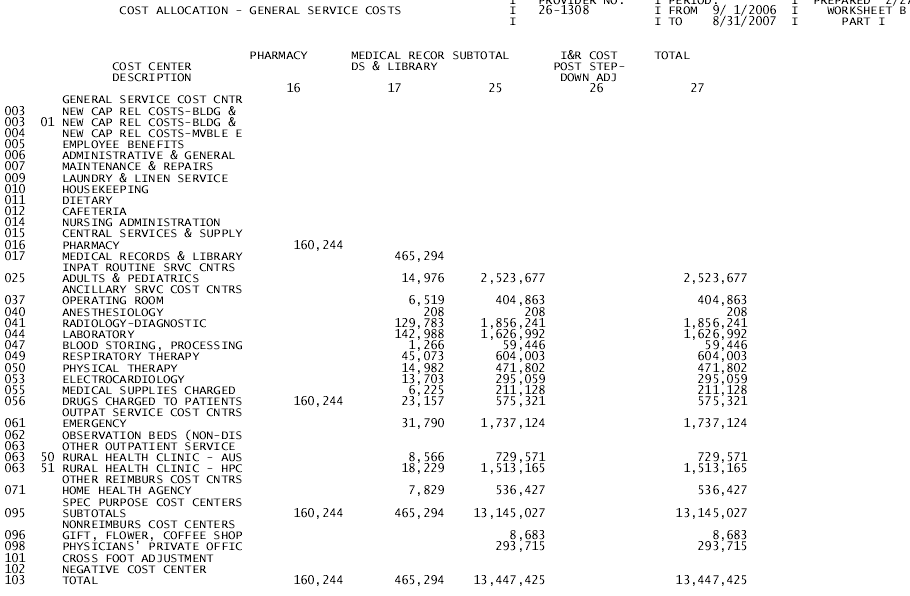 I PROVIDER NO. I PERIOD: I PREPARED 2/27
COST ALLOCATION - GENERAL SERVICE COSTS I 26-1308 I FROM 9/ 1/2006 I WORKSHEET B
I I TO 8/31/2007 I PART I
PHARMACY MEDICAL RECOR SUBTOTAL I&R COST TOTAL
COST CENTER DS & LIBRARY POST STEP-
DESCRIPTION DOWN ADJ
16 17 25 26 27
GENERAL SERVICE COST CNTR
003 NEW CAP REL COSTS-BLDG &
003 01 NEW CAP REL COSTS-BLDG &
004 NEW CAP REL COSTS-MVBLE E
005 EMPLOYEE BENEFITS
006 ADMINISTRATIVE & GENERAL
007 MAINTENANCE & REPAIRS
009 LAUNDRY & LINEN SERVICE
010 HOUSEKEEPING
011 DIETARY
012 CAFETERIA
014 NURSING ADMINISTRATION
015 CENTRAL SERVICES & SUPPLY
016 PHARMACY 160,244
017 MEDICAL RECORDS & LIBRARY 465,294
INPAT ROUTINE SRVC CNTRS
025 ADULTS & PEDIATRICS 14,976 2,523,677 2,523,677
ANCILLARY SRVC COST CNTRS
037 OPERATING ROOM 6,519 404,863 404,863
040 ANESTHESIOLOGY 208 208 208
041 RADIOLOGY-DIAGNOSTIC 129,783 1,856,241 1,856,241
044 LABORATORY 142,988 1,626,992 1,626,992
047 BLOOD STORING, PROCESSING 1,266 59,446 59,446
049 RESPIRATORY THERAPY 45,073 604,003 604,003
050 PHYSICAL THERAPY 14,982 471,802 471,802
053 ELECTROCARDIOLOGY 13,703 295,059 295,059
055 MEDICAL SUPPLIES CHARGED 6,225 211,128 211,128
056 DRUGS CHARGED TO PATIENTS 160,244 23,157 575,321 575,321
OUTPAT SERVICE COST CNTRS
061 EMERGENCY 31,790 1,737,124 1,737,124
062 OBSERVATION BEDS (NON-DIS
063 OTHER OUTPATIENT SERVICE
063 50 RURAL HEALTH CLINIC - AUS 8,566 729,571 729,571
063 51 RURAL HEALTH CLINIC - HPC 18,229 1,513,165 1,513,165
OTHER REIMBURS COST CNTRS
071 HOME HEALTH AGENCY 7,829 536,427 536,427
SPEC PURPOSE COST CENTERS
095 SUBTOTALS 160,244 465,294 13,145,027 13,145,027
NONREIMBURS COST CENTERS
096 GIFT, FLOWER, COFFEE SHOP 8,683 8,683
098 PHYSICIANS' PRIVATE OFFIC 293,715 293,715
101 CROSS FOOT ADJUSTMENT
102 NEGATIVE COST CENTER
103 TOTAL 160,244 465,294 13,447,425 13,447,425